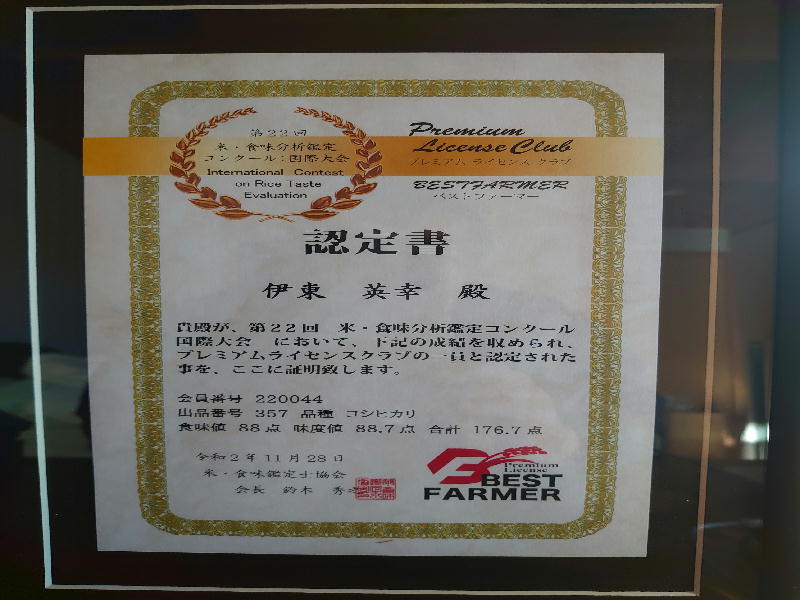 第22回
米・食味分析鑑定
コンクール:国際大会
International Contest
on Rice Taste
Evaluation
Premium
License Club
プレミアム ライセンス クラブ
BESTFARMER
ベストファーマー
認定書
伊東 英幸 殿
貴殿が、第22回 米・食味分析鑑定コンクール
国際大会 において、下記の成績を収められ、
プレミアムライセンスクラブの一員と認定された
事を、ここに証明致します。
会員番号 220044
出品番号 357 品種 コシヒカリ
食味値 88点 味度値 88.7点 合計 176.7点
令和2年11月28日
米・食味鑑定士協会
会長 鈴木 秀
Premium
License
BEST
FARMER